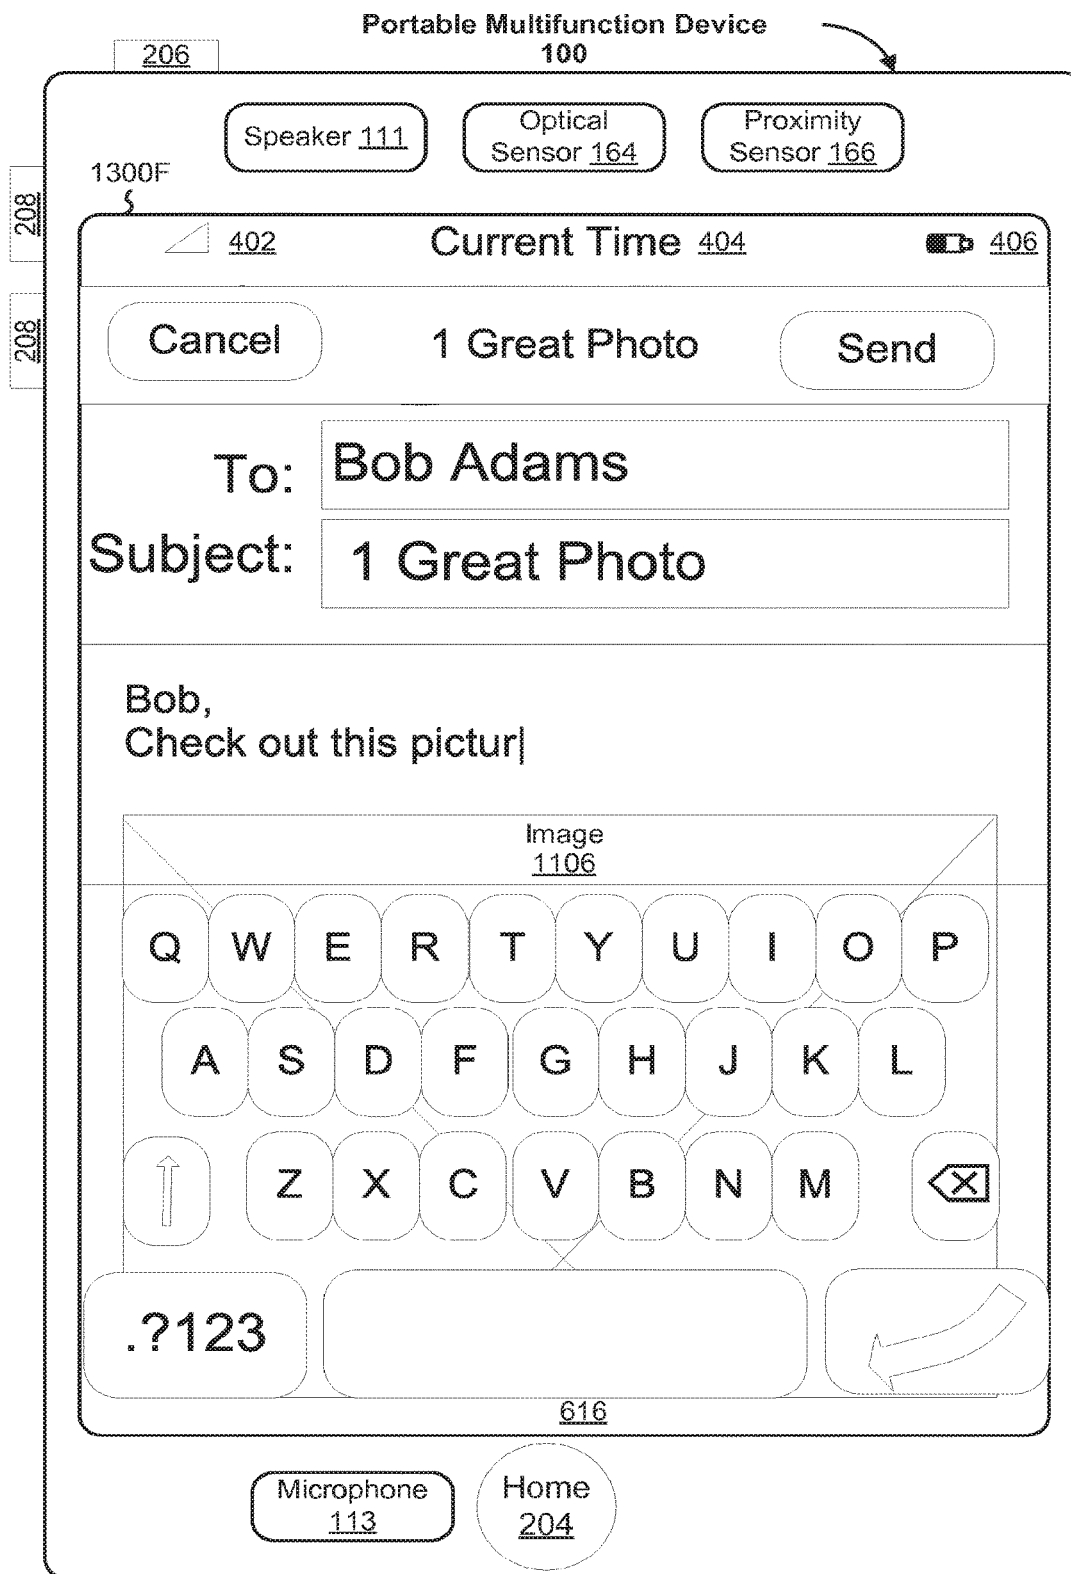 Portable Multifunction Device
100
206
Speaker 111
Optical
Sensor 164
Proximity
Sensor 166
208
1300F
402
Current Time 404
406
208
Cancel
1 Great Photo
Send
To:
Bob Adams
Subject:
1 Great Photo
Bob,
Check out this pictur
Image
1106
Q W E R T Y U I O P
A S D F G H J K L
Z X C V B N M
.?123
616
Microphone
113
Home
204